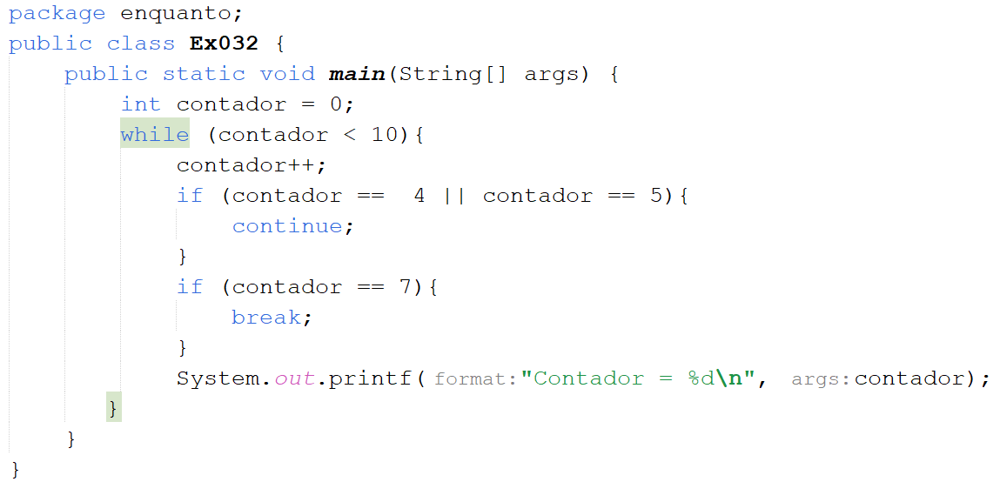 package enquanto;
public class Ex032 {
    public static void main(String[] args) {
        int contador = 0;
        while (contador < 10){
            contador++;
            if (contador ==  4 || contador == 5){
                continue;
            }
            if (contador == 7){
                break;
            }
            System.out.printf( format:"Contador = %d\n",  args:contador);
        }
    }
}